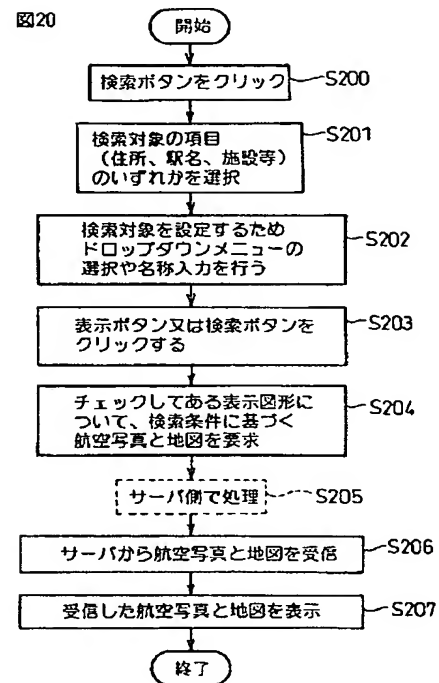 図20
開始
検索ボタンをクリック
S200
検索対象の項目
(住所、駅名、施設等)
のいずれかを選択
S201
検索対象を設定するため
ドロップダウンメニューの
選択や名称入力を行う
S202
表示ボタン又は検索ボタンを
クリックする
S203
チェックしてある表示図形に
ついて、検索条件に基づく
航空写真と地図を要求
S204
サーバ側で処理
S205
サーバから航空写真と地図を受信
S206
受信した航空写真と地図を表示
S207
終了